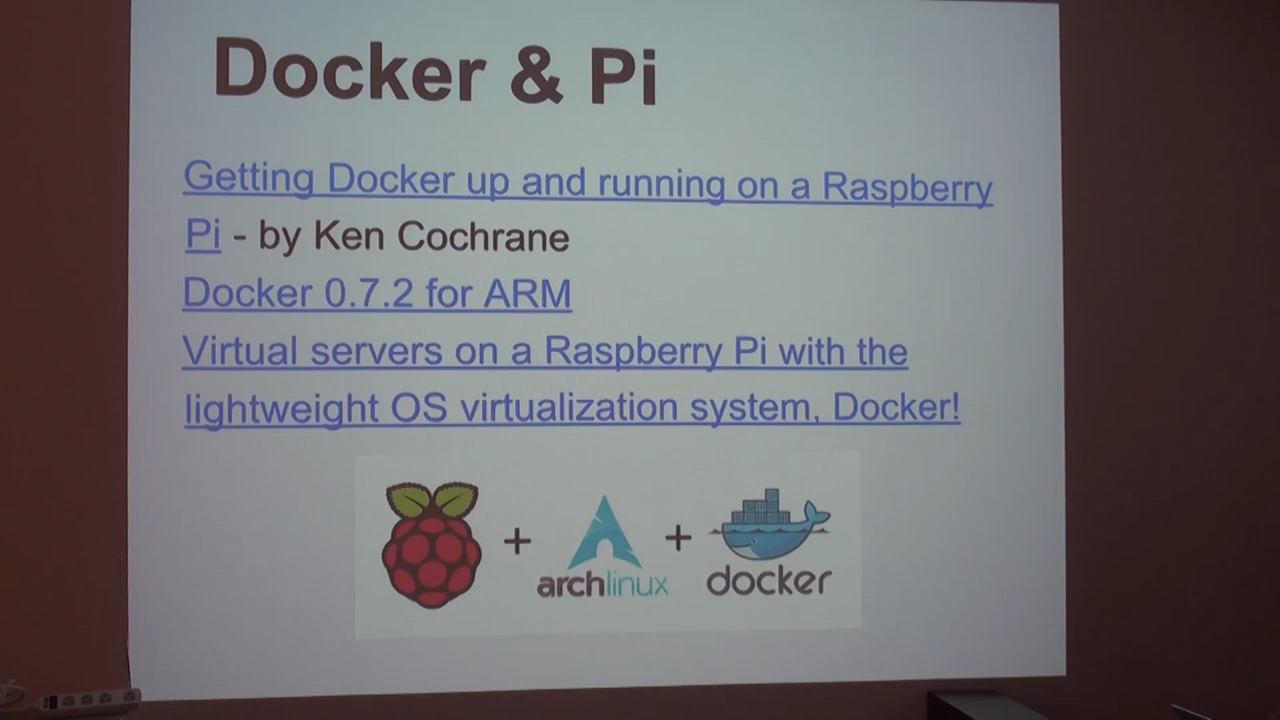 Docker & Pi
Getting Docker up and running on a Raspberry
Pi - by Ken Cochrane
Docker 0.7.2 for ARM
Virtual servers on a Raspberry Pi with the
lightweight OS virtualization system, Docker!
+ archlinux + docker